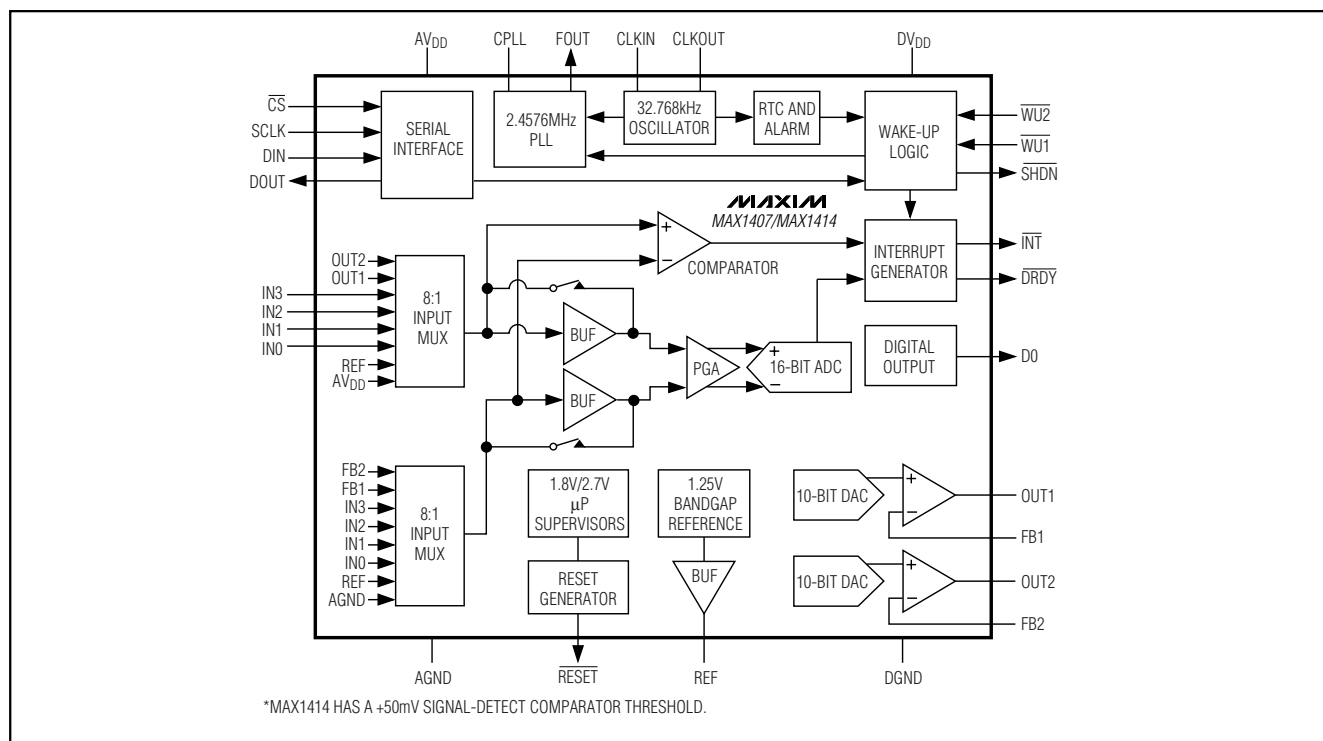 AVDD
CPLL
FOUT
CLKIN
CLKOUT
DVDD
CS
SCLK
DIN
DOUT
SERIAL
INTERFACE
2.4576MHz
PLL
32.768kHz
OSCILLATOR
RTC AND
ALARM
WAKE-UP
LOGIC
WU2
WU1
SHDN
MAXIM
MAX1407/MAX1414
+
−
COMPARATOR
INTERRUPT
GENERATOR
INT
DRDY
OUT2
OUT1
IN3
IN2
IN1
IN0
REF
AVDD
8:1
INPUT
MUX
BUF
BUF
PGA
+
−
16-BIT ADC
DIGITAL
OUTPUT
D0
FB2
FB1
IN3
IN2
IN1
IN0
REF
AGND
8:1
INPUT
MUX
1.8V/2.7V
µP
SUPERVISORS
RESET
GENERATOR
1.25V
BANDGAP
REFERENCE
BUF
10-BIT DAC
+
−
OUT1
FB1
10-BIT DAC
+
−
OUT2
FB2
AGND
RESET
REF
DGND
*MAX1414 HAS A +50mV SIGNAL-DETECT COMPARATOR THRESHOLD.